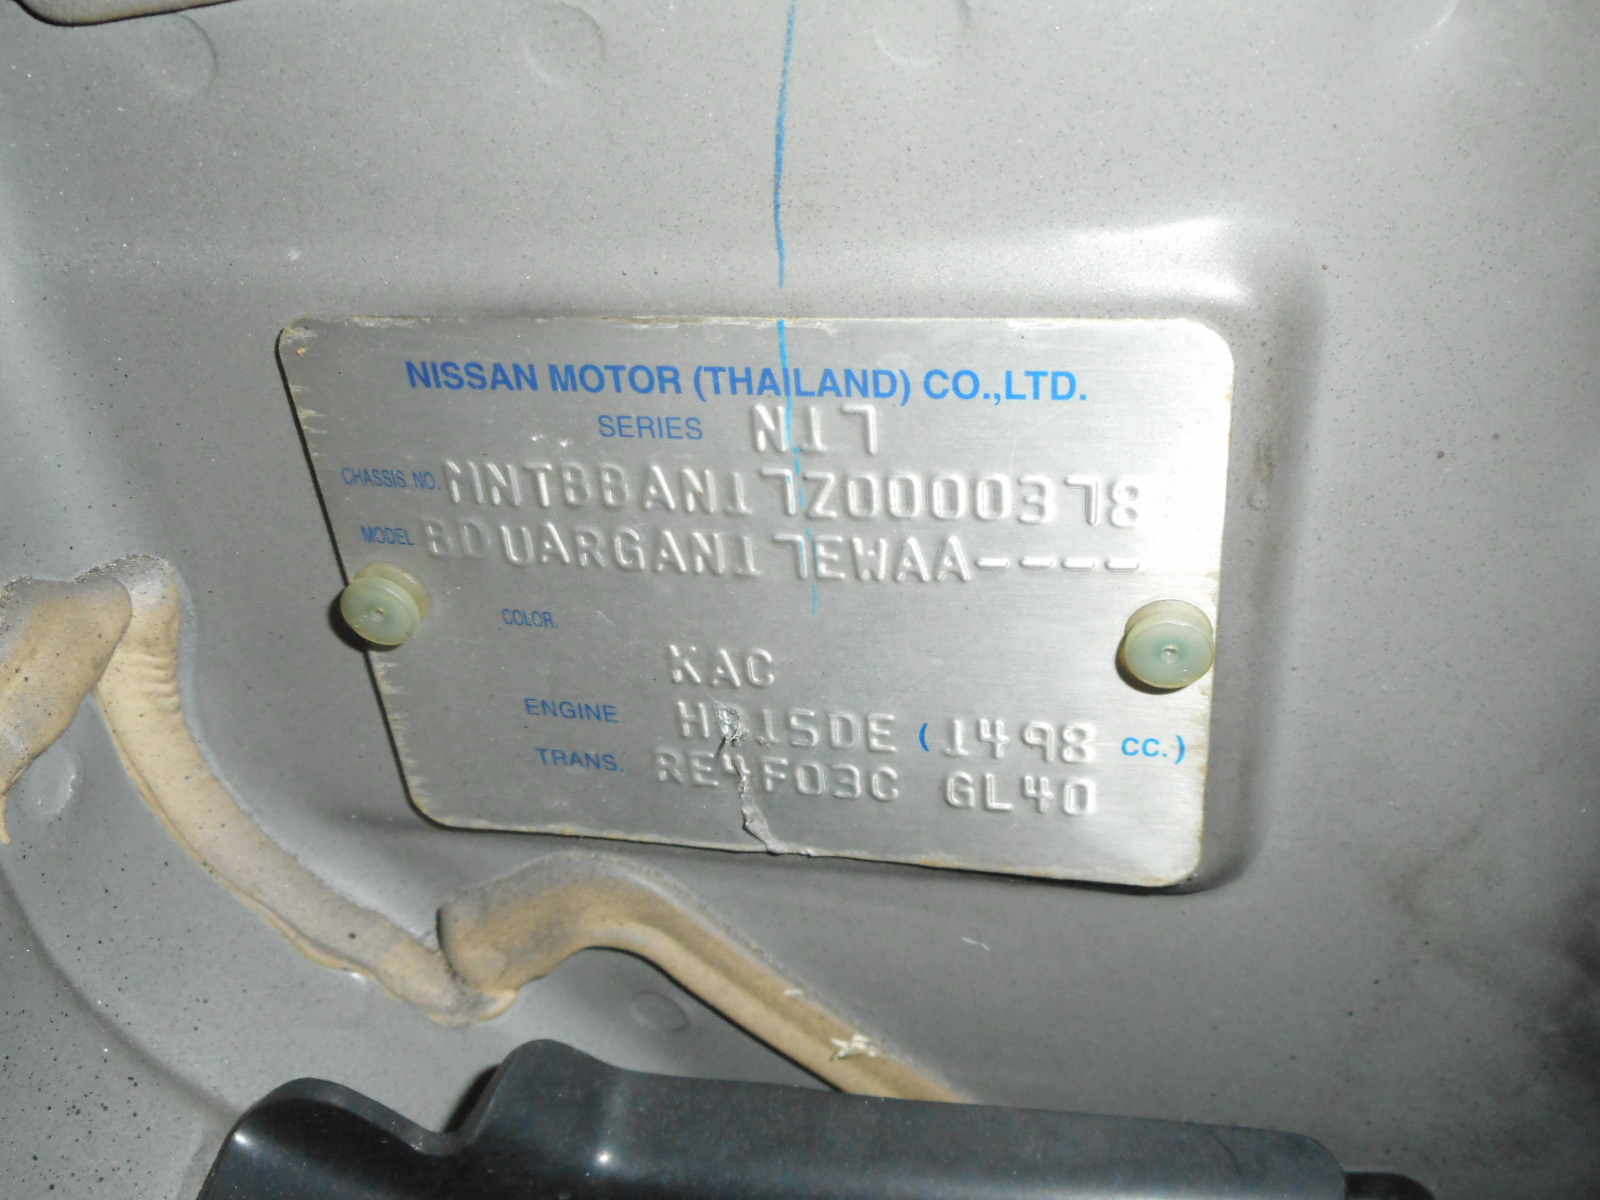 NISSAN MOTOR (THAILAND) CO.,LTD.
SERIES N17
CHASSIS NO. MNTBBAN17Z0000378
MODEL BDUARGAN17EWAA----
COLOR.
KAC
ENGINE HR15DE (1498 CC.)
TRANS. RE4F03C GL40